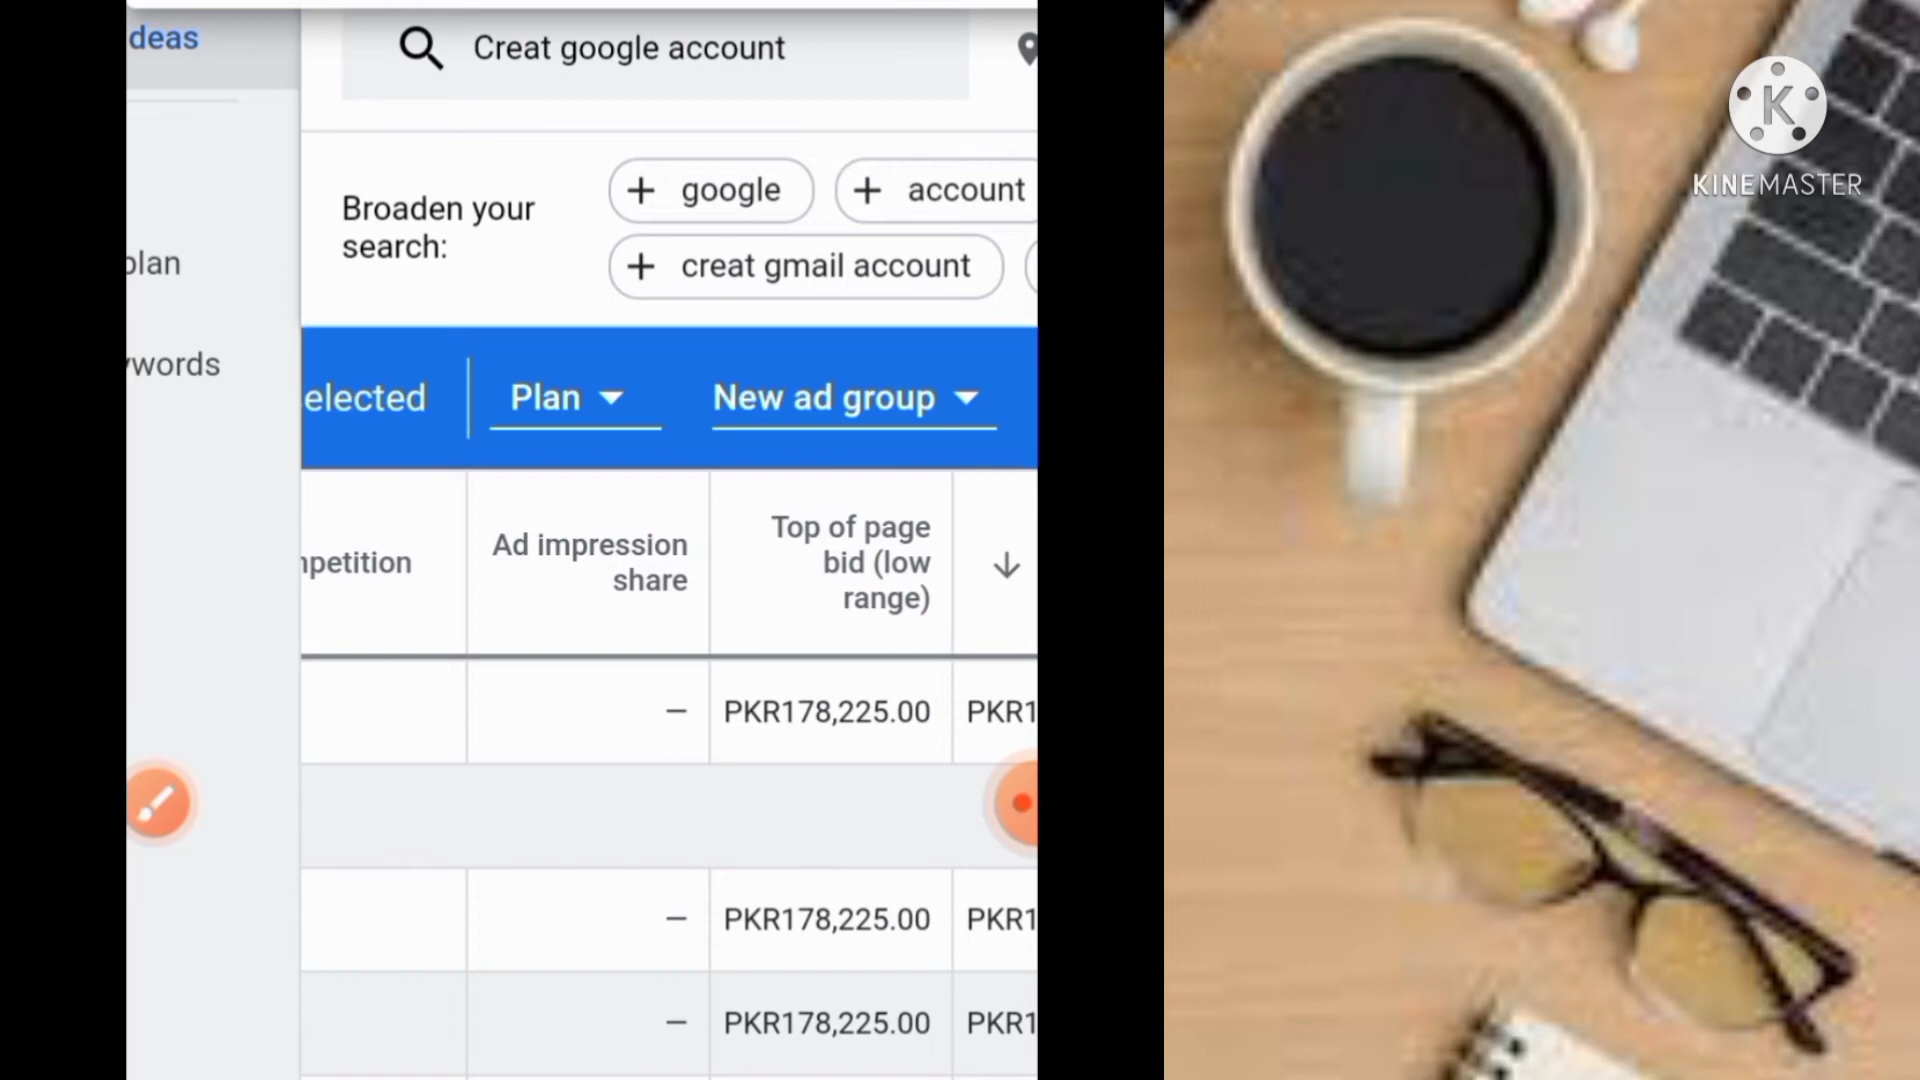 deas
Creat google account
Broaden your
search:
+ google
+ account
+ creat gmail account
plan
ywords
elected
Plan
New ad group
mpetition
Ad impression
share
Top of page
bid (low
range)
– PKR178,225.00 PKR1
– PKR178,225.00 PKR1
– PKR178,225.00 PKR1
K
KINEMASTER